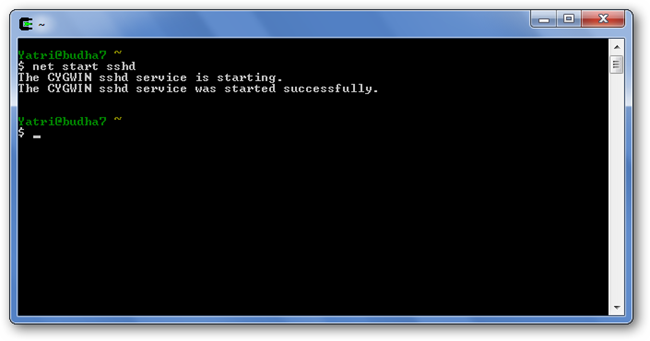 ~
Yatri@budha7 ~
$ net start sshd
The CYGWIN sshd service is starting.
The CYGWIN sshd service was started successfully.
Yatri@budha7 ~
$